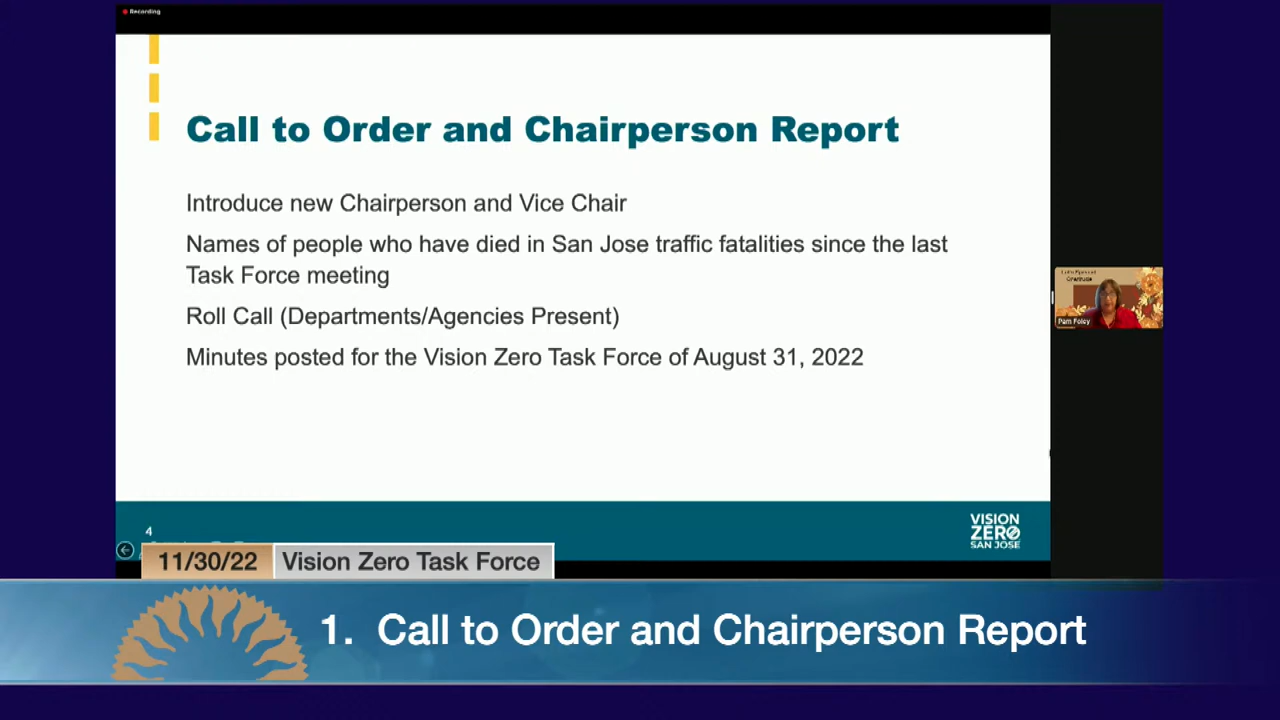 Recording
Call to Order and Chairperson Report
Introduce new Chairperson and Vice Chair
Names of people who have died in San Jose traffic fatalities since the last
Task Force meeting
Roll Call (Departments/Agencies Present)
Minutes posted for the Vision Zero Task Force of August 31, 2022
Pam Foley
4
VISION
ZERO
SAN JOSE
11/30/22 Vision Zero Task Force
1. Call to Order and Chairperson Report